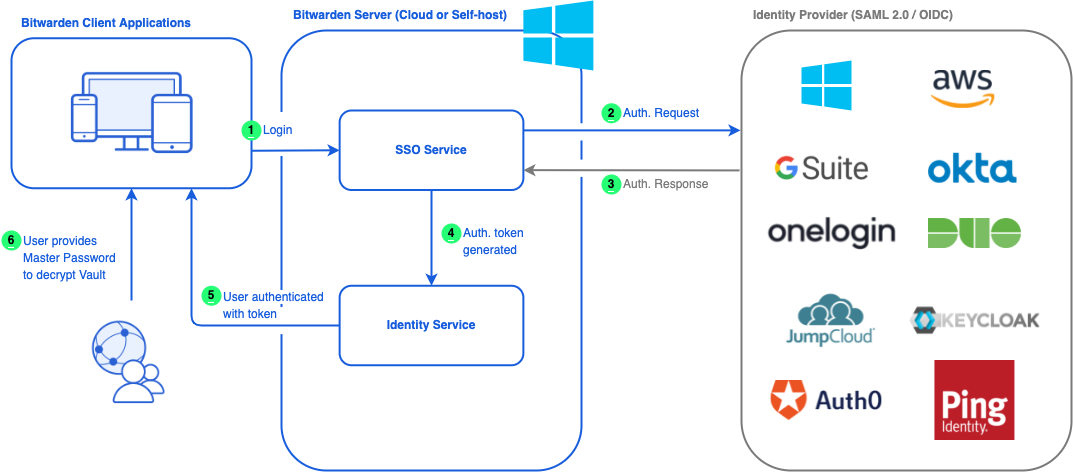 Bitwarden Client Applications
Bitwarden Server (Cloud or Self-host)
Identity Provider (SAML 2.0 / OIDC)
1 Login
SSO Service
2 Auth. Request
3 Auth. Response
4 Auth. token
generated
Identity Service
5 User authenticated
with token
6 User provides
Master Password
to decrypt Vault
aws
G Suite
okta
onelogin
DUO
JumpCloud
KEYCLOAK
Auth0
Ping
Identity.